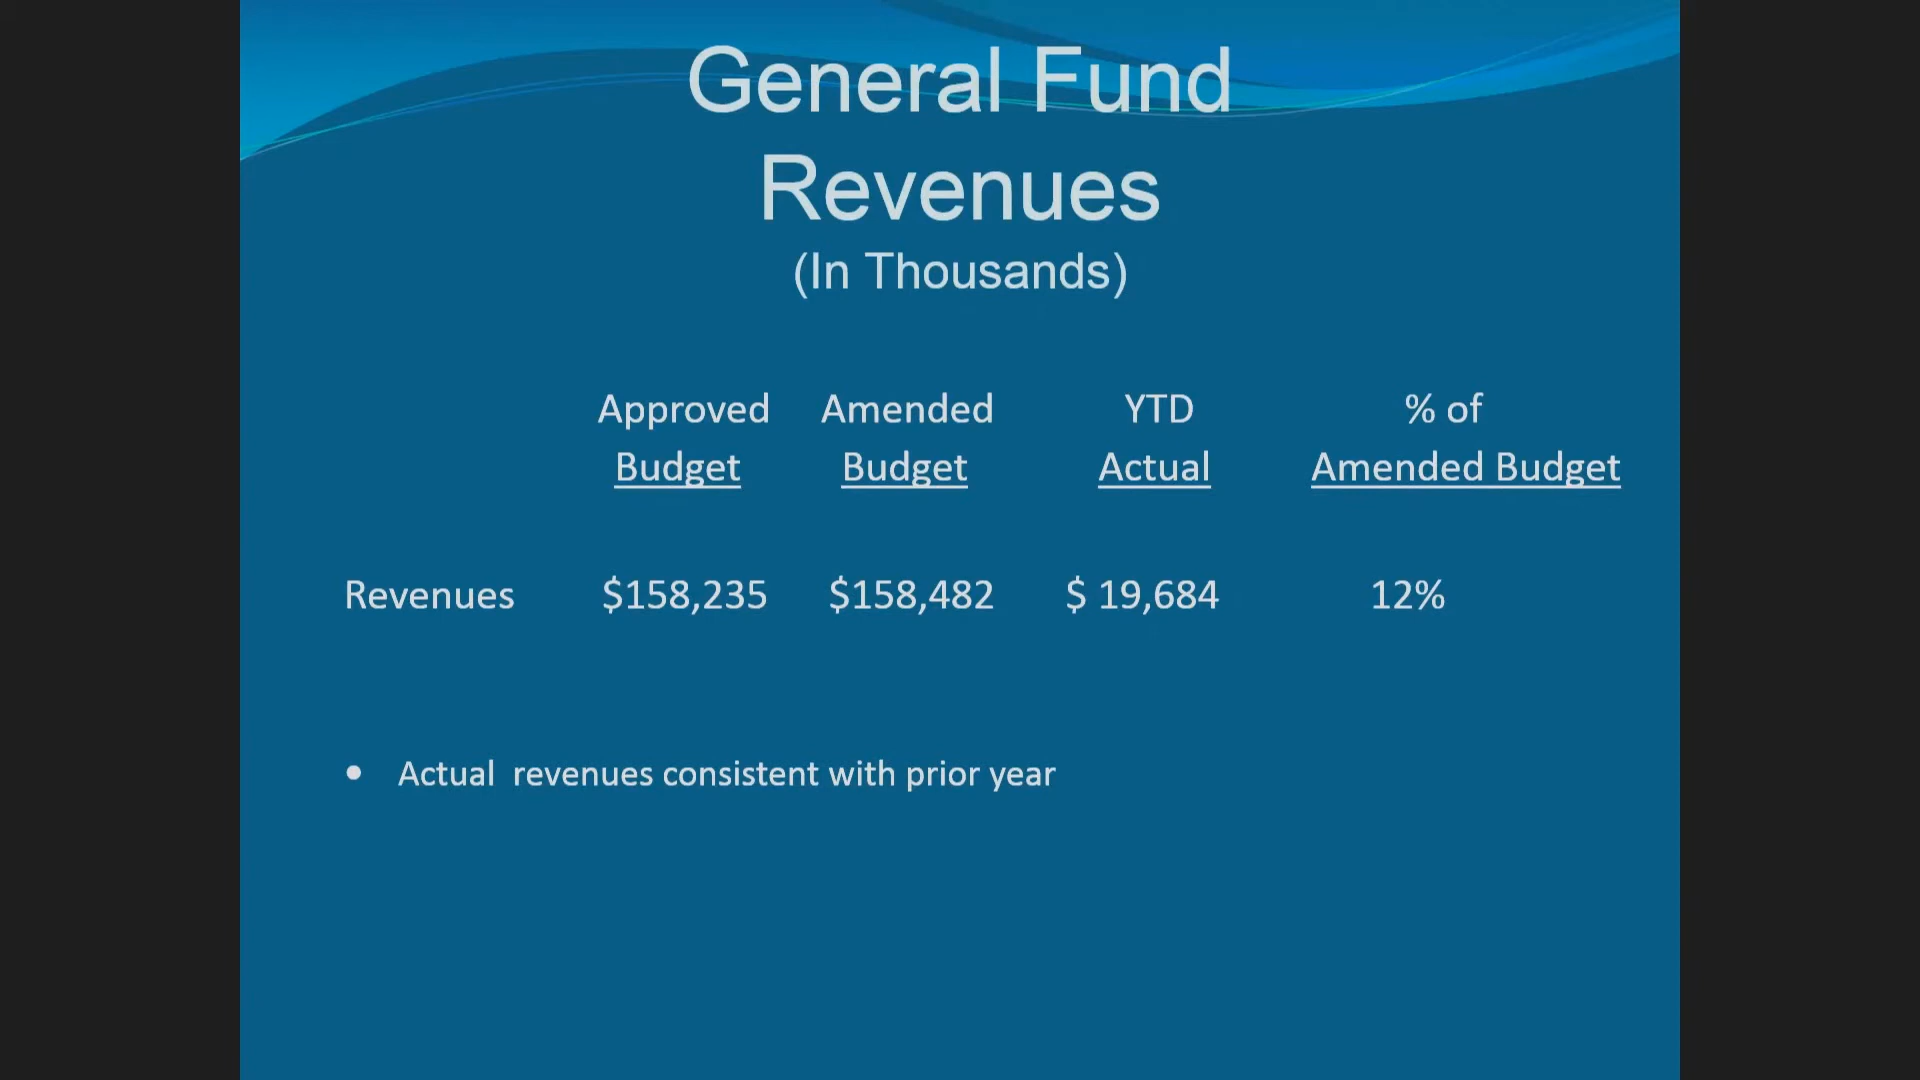 General Fund
Revenues
(In Thousands)
Approved Amended YTD % of
Budget Budget Actual Amended Budget
Revenues $158,235 $158,482 $ 19,684 12%
• Actual revenues consistent with prior year